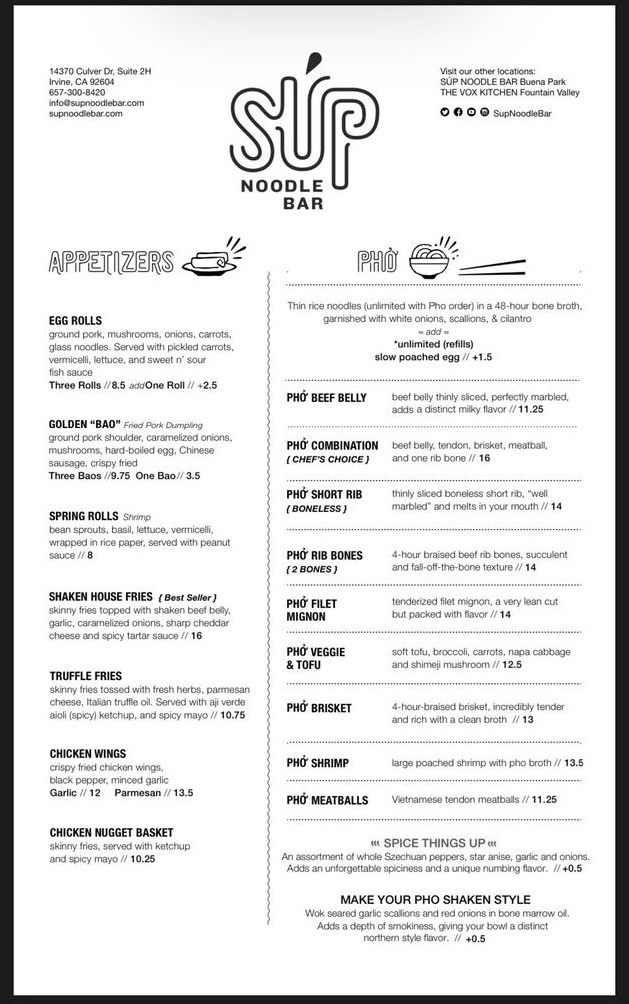 14370 Culver Dr, Suite 2H
Irvine, CA 92604
657-300-8420
info@supnoodlebar.com
supnoodlebar.com
SÚP
NOODLE
BAR
Visit our other locations:
SÚP NOODLE BAR Buena Park
THE VOX KITCHEN Fountain Valley
SupNoodleBar
APPETIZERS
EGG ROLLS
ground pork, mushrooms, onions, carrots,
glass noodles. Served with pickled carrots,
vermicelli, lettuce, and sweet n' sour
fish sauce
Three Rolls //8.5 addOne Roll // +2.5
GOLDEN “BAO” Fried Pork Dumpling
ground pork shoulder, caramelized onions,
mushrooms, hard-boiled egg, Chinese
sausage, crispy fried
Three Baos //9.75 One Bao// 3.5
SPRING ROLLS Shrimp
bean sprouts, basil, lettuce, vermicelli,
wrapped in rice paper, served with peanut
sauce // 8
SHAKEN HOUSE FRIES { Best Seller }
skinny fries topped with shaken beef belly,
garlic, caramelized onions, sharp cheddar
cheese and spicy tartar sauce // 16
TRUFFLE FRIES
skinny fries tossed with fresh herbs, parmesan
cheese, Italian truffle oil. Served with aji verde
aioli (spicy) ketchup, and spicy mayo // 10.75
CHICKEN WINGS
crispy fried chicken wings,
black pepper, minced garlic
Garlic // 12 Parmesan // 13.5
CHICKEN NUGGET BASKET
skinny fries, served with ketchup
and spicy mayo // 10.25
PHỞ
Thin rice noodles (unlimited with Pho order) in a 48-hour bone broth,
garnished with white onions, scallions, & cilantro
≈ add ≈
*unlimited (refills)
slow poached egg // +1.5
PHỞ BEEF BELLY
beef belly thinly sliced, perfectly marbled,
adds a distinct milky flavor // 11.25
PHỞ COMBINATION
{ CHEF'S CHOICE }
beef belly, tendon, brisket, meatball,
and one rib bone // 16
PHỞ SHORT RIB
{ BONELESS }
thinly sliced boneless short rib, “well
marbled” and melts in your mouth // 14
PHỞ RIB BONES
{ 2 BONES }
4-hour braised beef rib bones, succulent
and fall-off-the-bone texture // 14
PHỞ FILET
MIGNON
tenderized filet mignon, a very lean cut
but packed with flavor // 14
PHỞ VEGGIE
& TOFU
soft tofu, broccoli, carrots, napa cabbage
and shimeji mushroom // 12.5
PHỞ BRISKET
4-hour-braised brisket, incredibly tender
and rich with a clean broth // 13
PHỞ SHRIMP
large poached shrimp with pho broth // 13.5
PHỞ MEATBALLS
Vietnamese tendon meatballs // 11.25
SPICE THINGS UP
An assortment of whole Szechuan peppers, star anise, garlic and onions.
Adds an unforgettable spiciness and a unique numbing flavor. // +0.5
MAKE YOUR PHO SHAKEN STYLE
Wok seared garlic scallions and red onions in bone marrow oil.
Adds a depth of smokiness, giving your bowl a distinct
northern style flavor. // +0.5